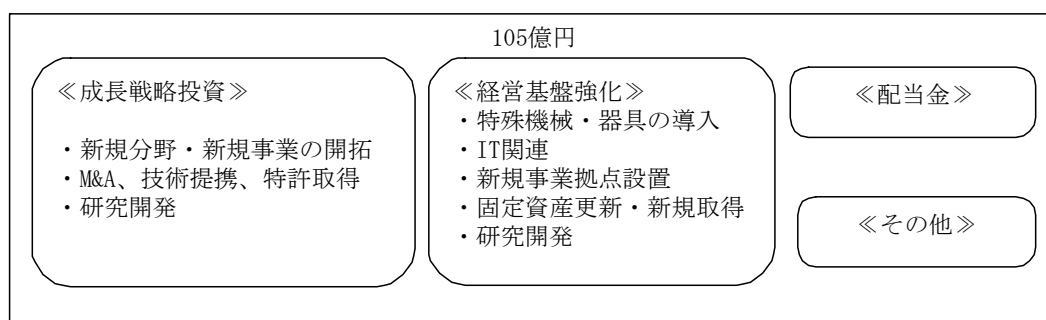 105億円
≪成長戦略投資≫
・新規分野・新規事業の開拓
・M&A、技術提携、特許取得
・研究開発
≪経営基盤強化≫
・特殊機械・器具の導入
・IT関連
・新規事業拠点設置
・固定資産更新・新規取得
・研究開発
≪配当金≫
≪その他≫